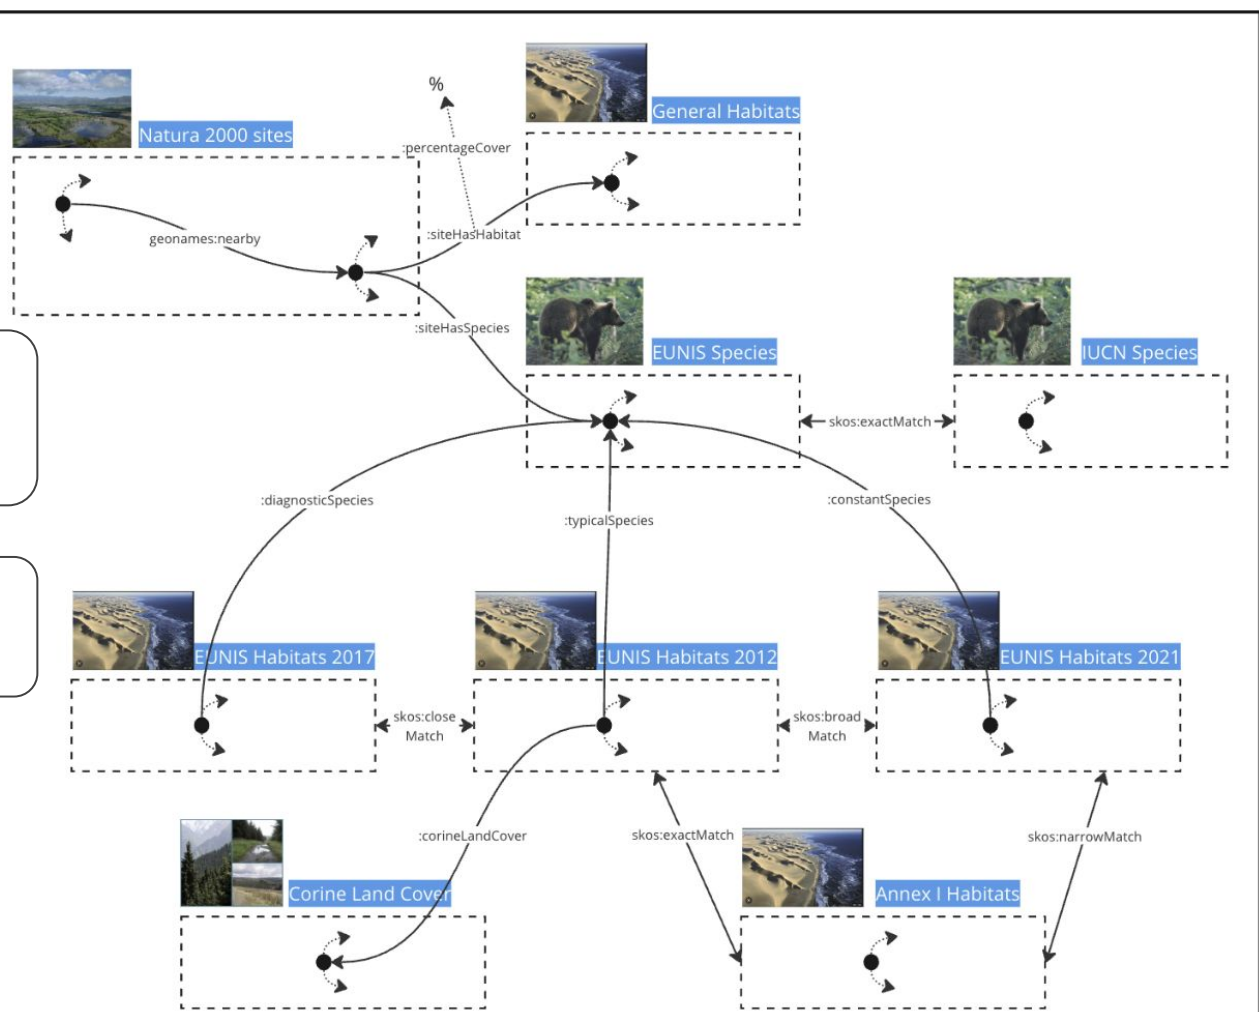 %
General Habitats
Natura 2000 sites
:percentageCover
:siteHasHabitat
geonames:nearby
:siteHasSpecies
EUNIS Species
IUCN Species
skos:exactMatch
:diagnosticSpecies
:constantSpecies
:typicalSpecies
EUNIS Habitats 2017
EUNIS Habitats 2012
EUNIS Habitats 2021
skos:close
Match
skos:broad
Match
:corineLandCover
skos:exactMatch
skos:narrowMatch
Corine Land Cover
Annex I Habitats